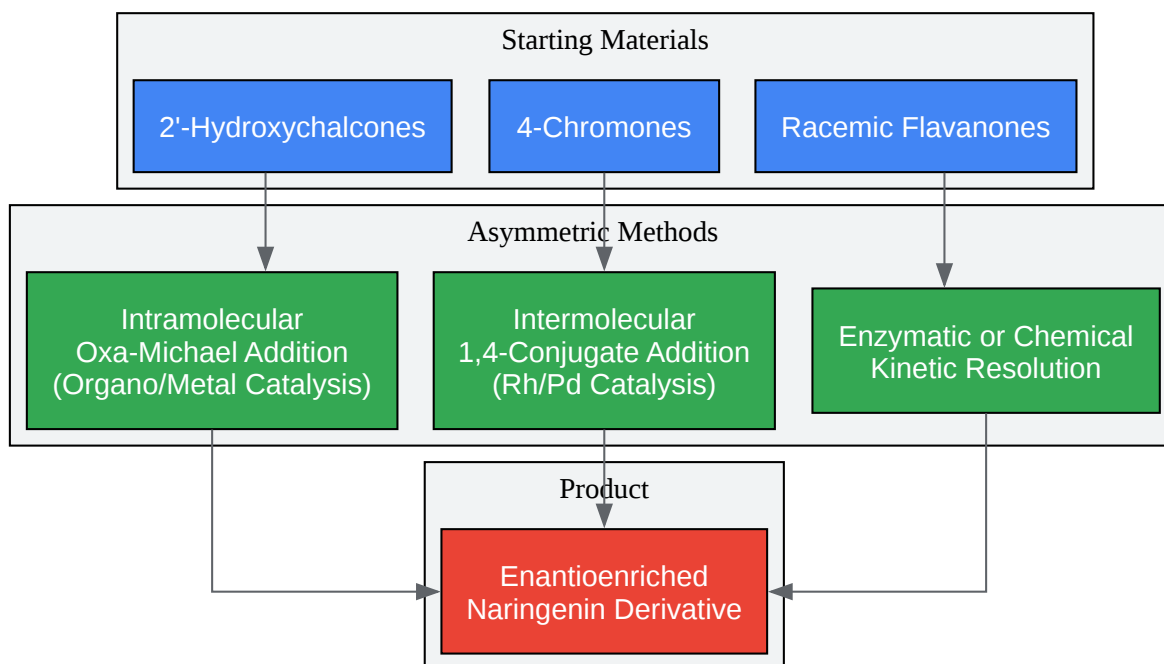 Starting Materials
2'-Hydroxychalcones
4-Chromones
Racemic Flavanones
Asymmetric Methods
Intramolecular
Oxa-Michael Addition
(Organo/Metal Catalysis)
Intermolecular
1,4-Conjugate Addition
(Rh/Pd Catalysis)
Enzymatic or Chemical
Kinetic Resolution
Product
Enantioenriched
Naringenin Derivative